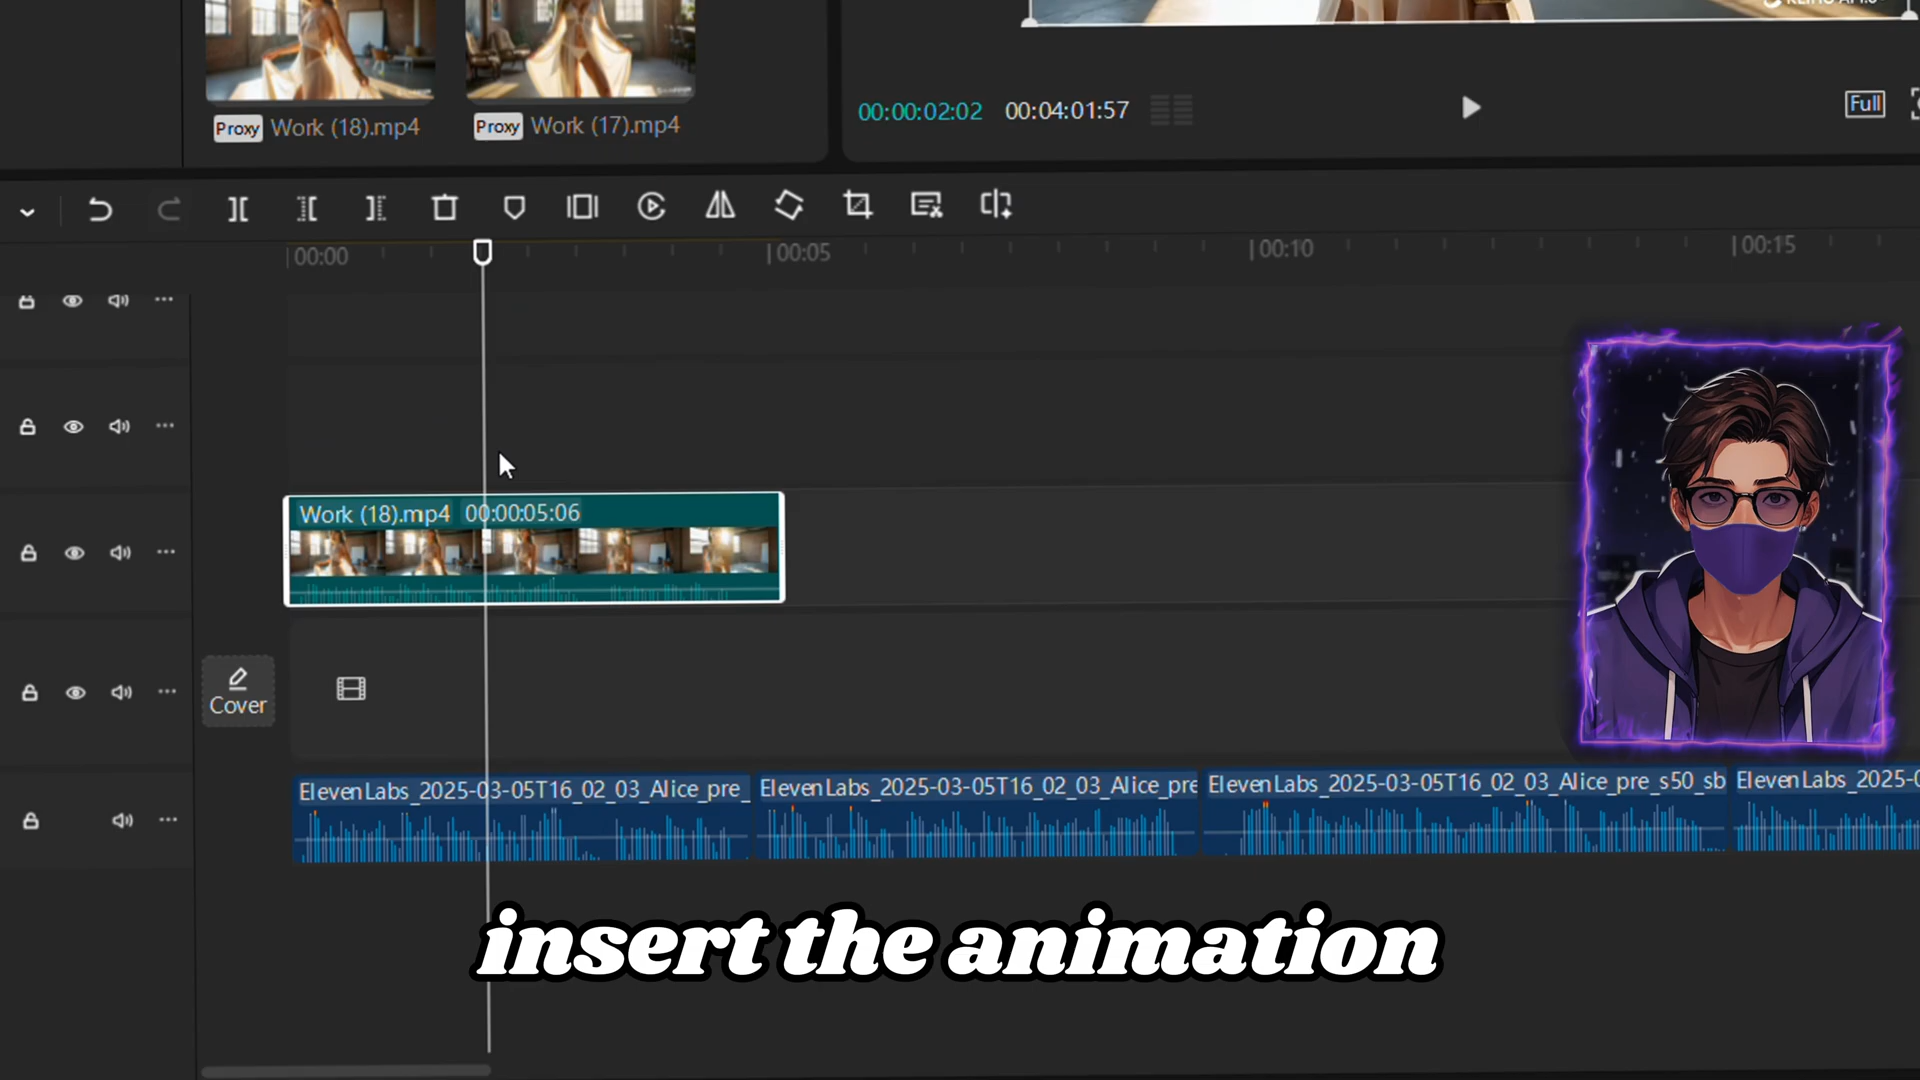 Proxy Work (18).mp4
Proxy Work (17).mp4
00:00:02:02 00:04:01:57
Full
00:00
00:05
00:10
00:15
Work (18).mp4 00:00:05:06
Cover
ElevenLabs_2025-03-05T16_02_03_Alice_pre_
ElevenLabs_2025-03-05T16_02_03_Alice_pre
ElevenLabs_2025-03-05T16_02_03_Alice_pre_s50_sb
ElevenLabs_2025-0
insert the animation